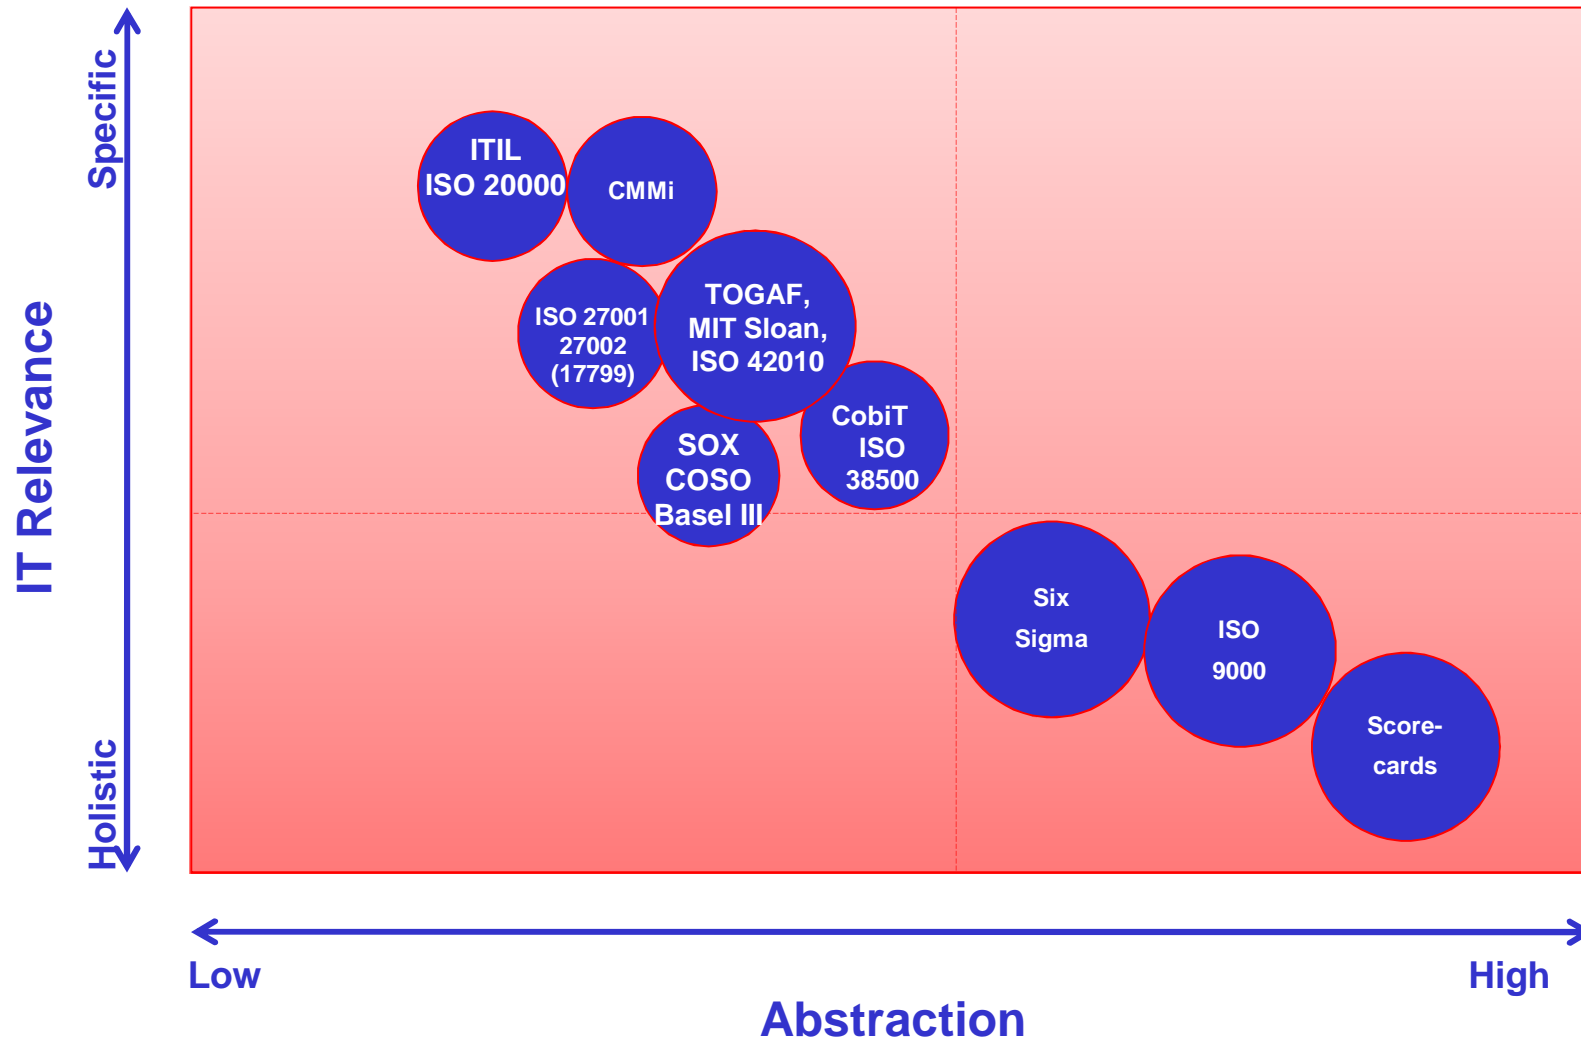 Specific
IT Relevance
Holistic
ITIL
ISO 20000
CMMi
ISO 27001
27002
(17799)
TOGAF,
MIT Sloan,
ISO 42010
CobiT
ISO
38500
SOX
COSO
Basel III
Six
Sigma
ISO
9000
Score-
cards
Low
High
Abstraction